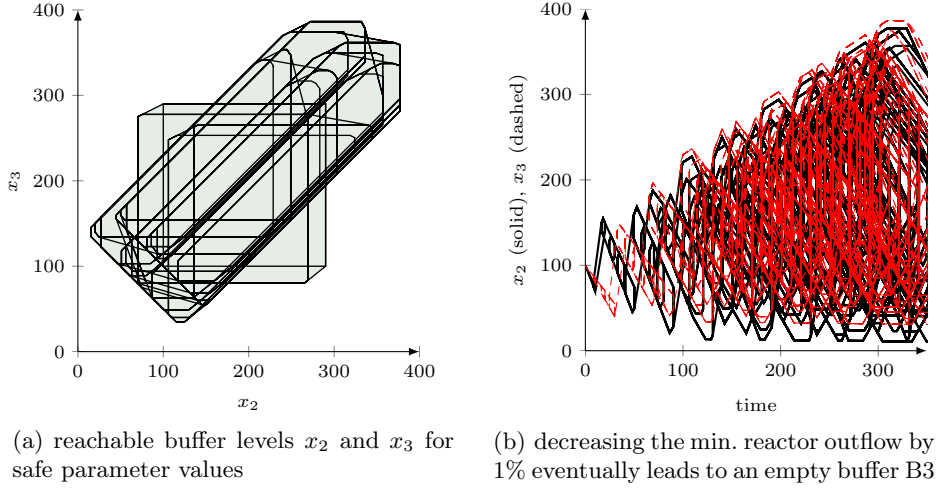 400
300
200
100
0
x₃
0
100
200
300
400
x₂
400
300
200
100
0
x₂ (solid), x₃ (dashed)
0
100
200
300
time
(a) reachable buffer levels x₂ and x₃ for
safe parameter values
(b) decreasing the min. reactor outflow by
1% eventually leads to an empty buffer B3